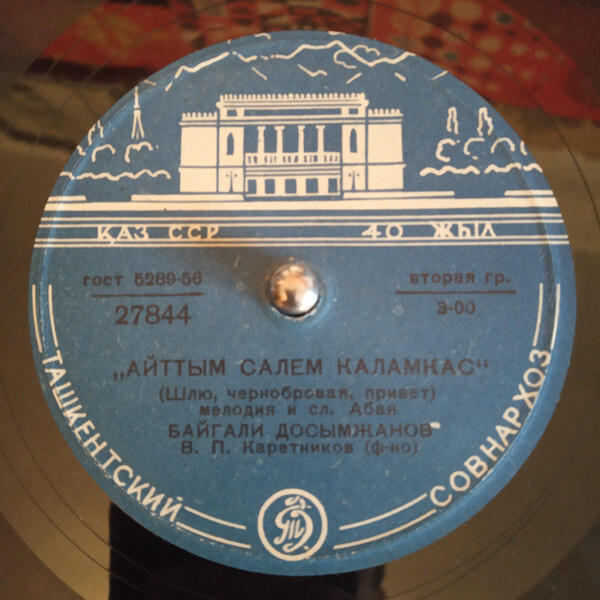 ҚАЗ ССР 40 ЖЫЛ
гост 5289-56 вторая гр.
27844 3-00
„АЙТТЫМ САЛЕМ КАЛАМКАС“
(Шлю, чернобровая, привет)
мелодия и сл. Абая
БАЙГАЛИ ДОСЫМЖАНОВ
В. П. Каретников (ф-но)
ТАШКЕНТСКИЙ СОВНАРХОЗ